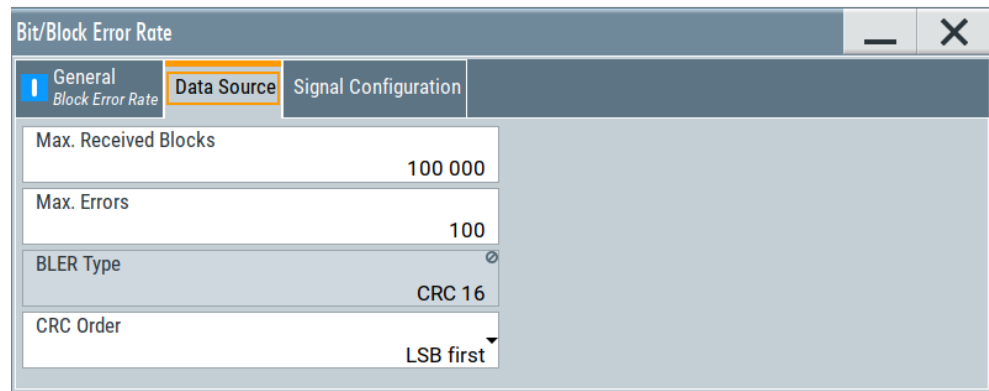 Bit/Block Error Rate
General
Block Error Rate
Data Source
Signal Configuration
Max. Received Blocks
100 000
Max. Errors
100
BLER Type
CRC 16
CRC Order
LSB first